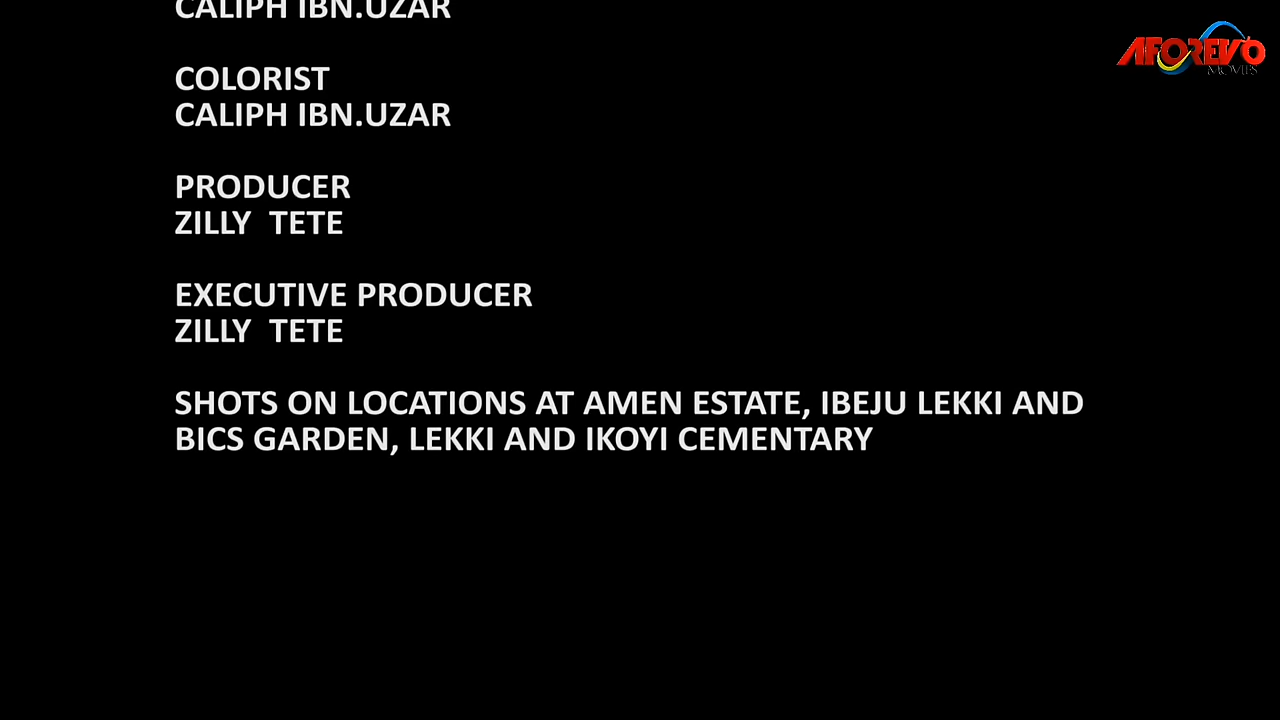 CALIPH IBN.UZAR
AFOREVO
MOVIES
COLORIST
CALIPH IBN.UZAR
PRODUCER
ZILLY TETE
EXECUTIVE PRODUCER
ZILLY TETE
SHOTS ON LOCATIONS AT AMEN ESTATE, IBEJU LEKKI AND
BICS GARDEN, LEKKI AND IKOYI CEMENTARY